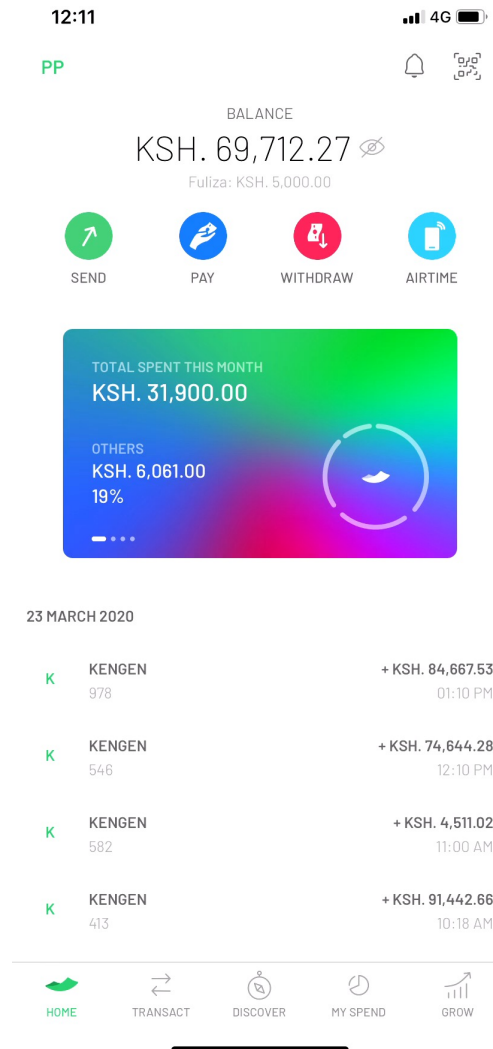 12:11 4G
PP
BALANCE
KSH. 69,712.27
Fuliza: KSH. 5,000.00
SEND PAY WITHDRAW AIRTIME
TOTAL SPENT THIS MONTH
KSH. 31,900.00
OTHERS
KSH. 6,061.00
19%
23 MARCH 2020
K KENGEN + KSH. 84,667.53
978 01:10 PM
K KENGEN + KSH. 74,644.28
546 12:10 PM
K KENGEN + KSH. 4,511.02
582 11:00 AM
K KENGEN + KSH. 91,442.66
413 10:18 AM
HOME TRANSACT DISCOVER MY SPEND GROW